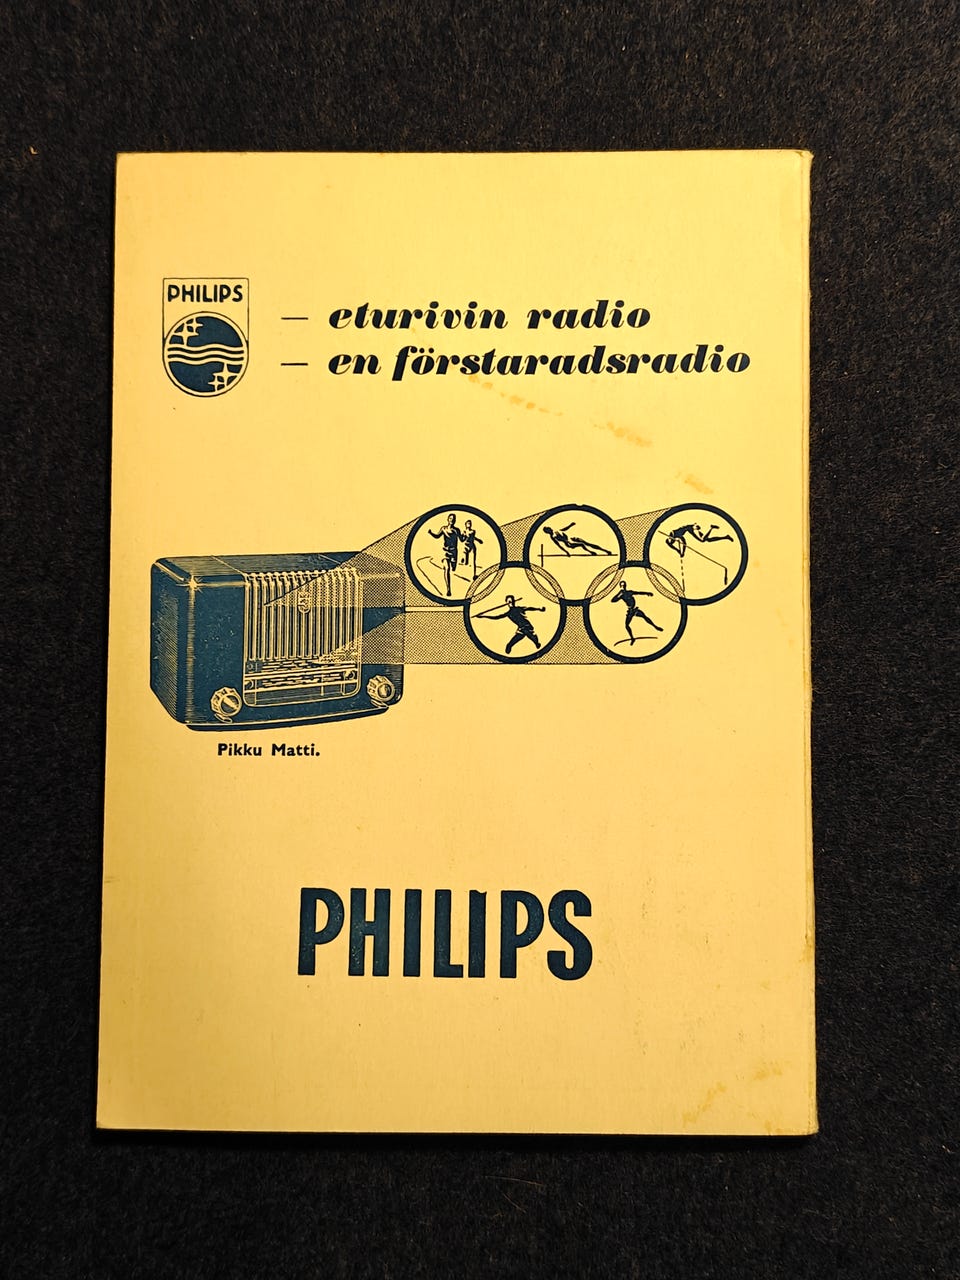 PHILIPS
— eturivin radio
— en förstaradsradio
Pikku Matti.
PHILIPS